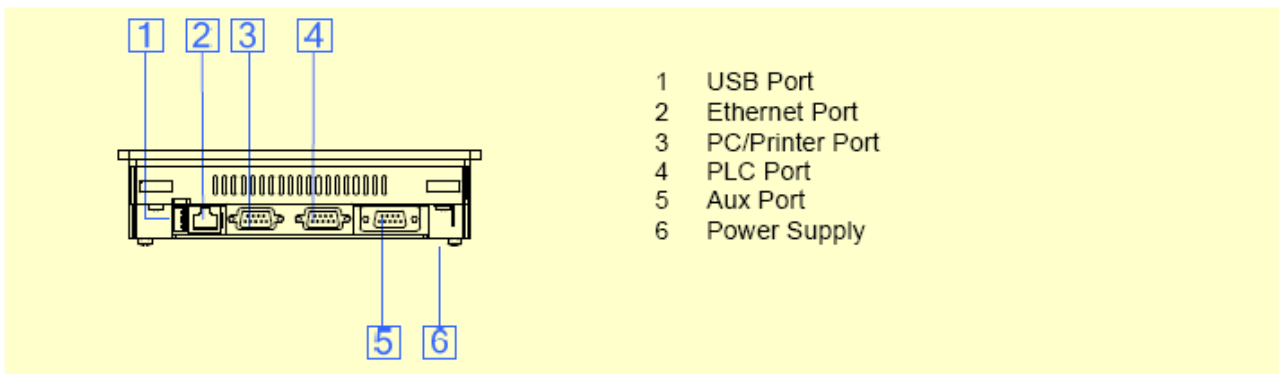 1 2 3 4
1 USB Port
2 Ethernet Port
3 PC/Printer Port
4 PLC Port
5 Aux Port
6 Power Supply
5 6